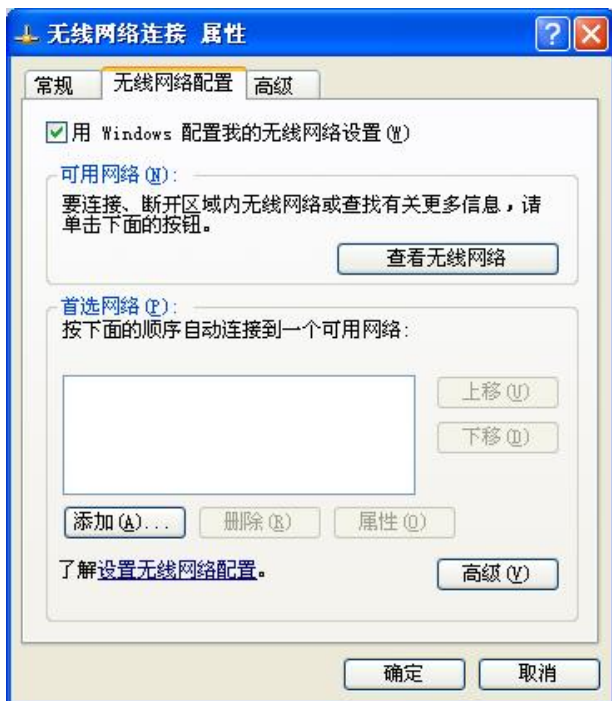 无线网络连接 属性
常规
无线网络配置
高级
用 Windows 配置我的无线网络设置(W)
可用网络(N):
要连接、断开区域内无线网络或查找有关更多信息，请
单击下面的按钮。
查看无线网络
首选网络(P):
按下面的顺序自动连接到一个可用网络:
上移(U)
下移(D)
添加(A)...
删除(R)
属性(O)
了解设置无线网络配置。
高级(V)
确定
取消